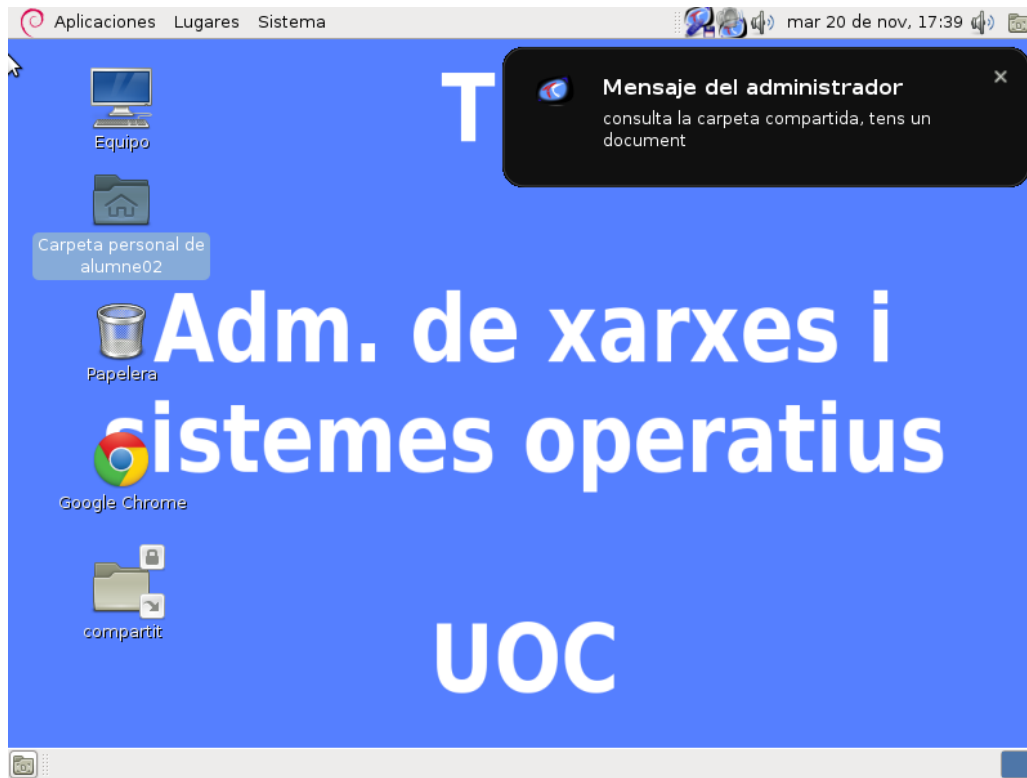 Aplicaciones Lugares Sistema
mar 20 de nov, 17:39
Mensaje del administrador
consulta la carpeta compartida, tens un
document
T
Equipo
Carpeta personal de
alumne02
Adm. de xarxes i
Papelera
sistemes operatius
Google Chrome
compartit
UOC